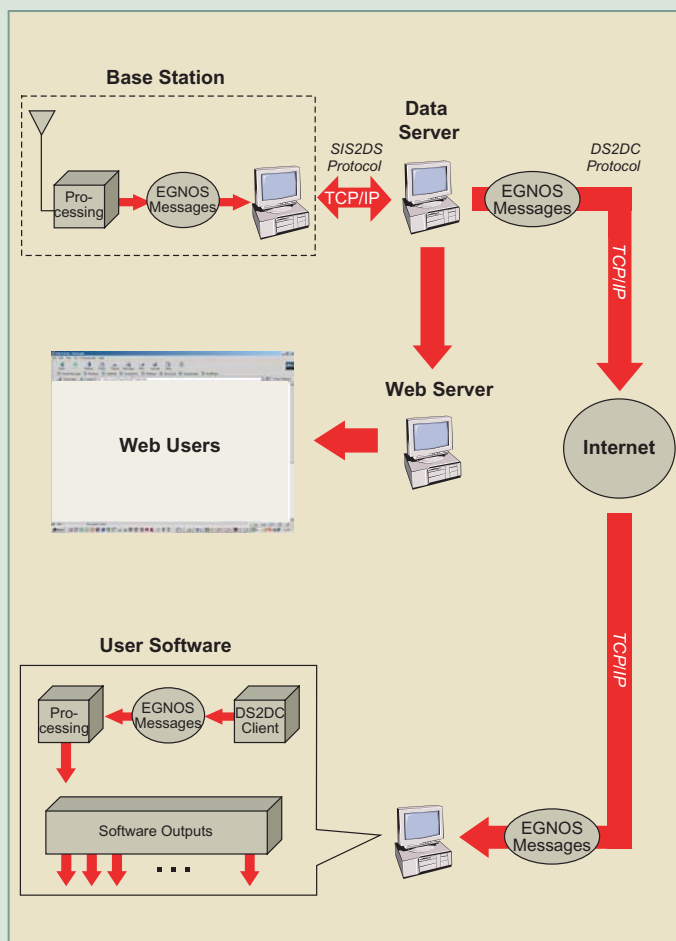 Base Station
Data
Server
SIS2DS
Protocol
DS2DC
Protocol
Pro-
cessing
EGNOS
Messages
TCP/IP
EGNOS
Messages
TCP/IP
Web Server
Web Users
Internet
TCP/IP
User Software
Pro-
cessing
EGNOS
Messages
DS2DC
Client
Software Outputs
EGNOS
Messages